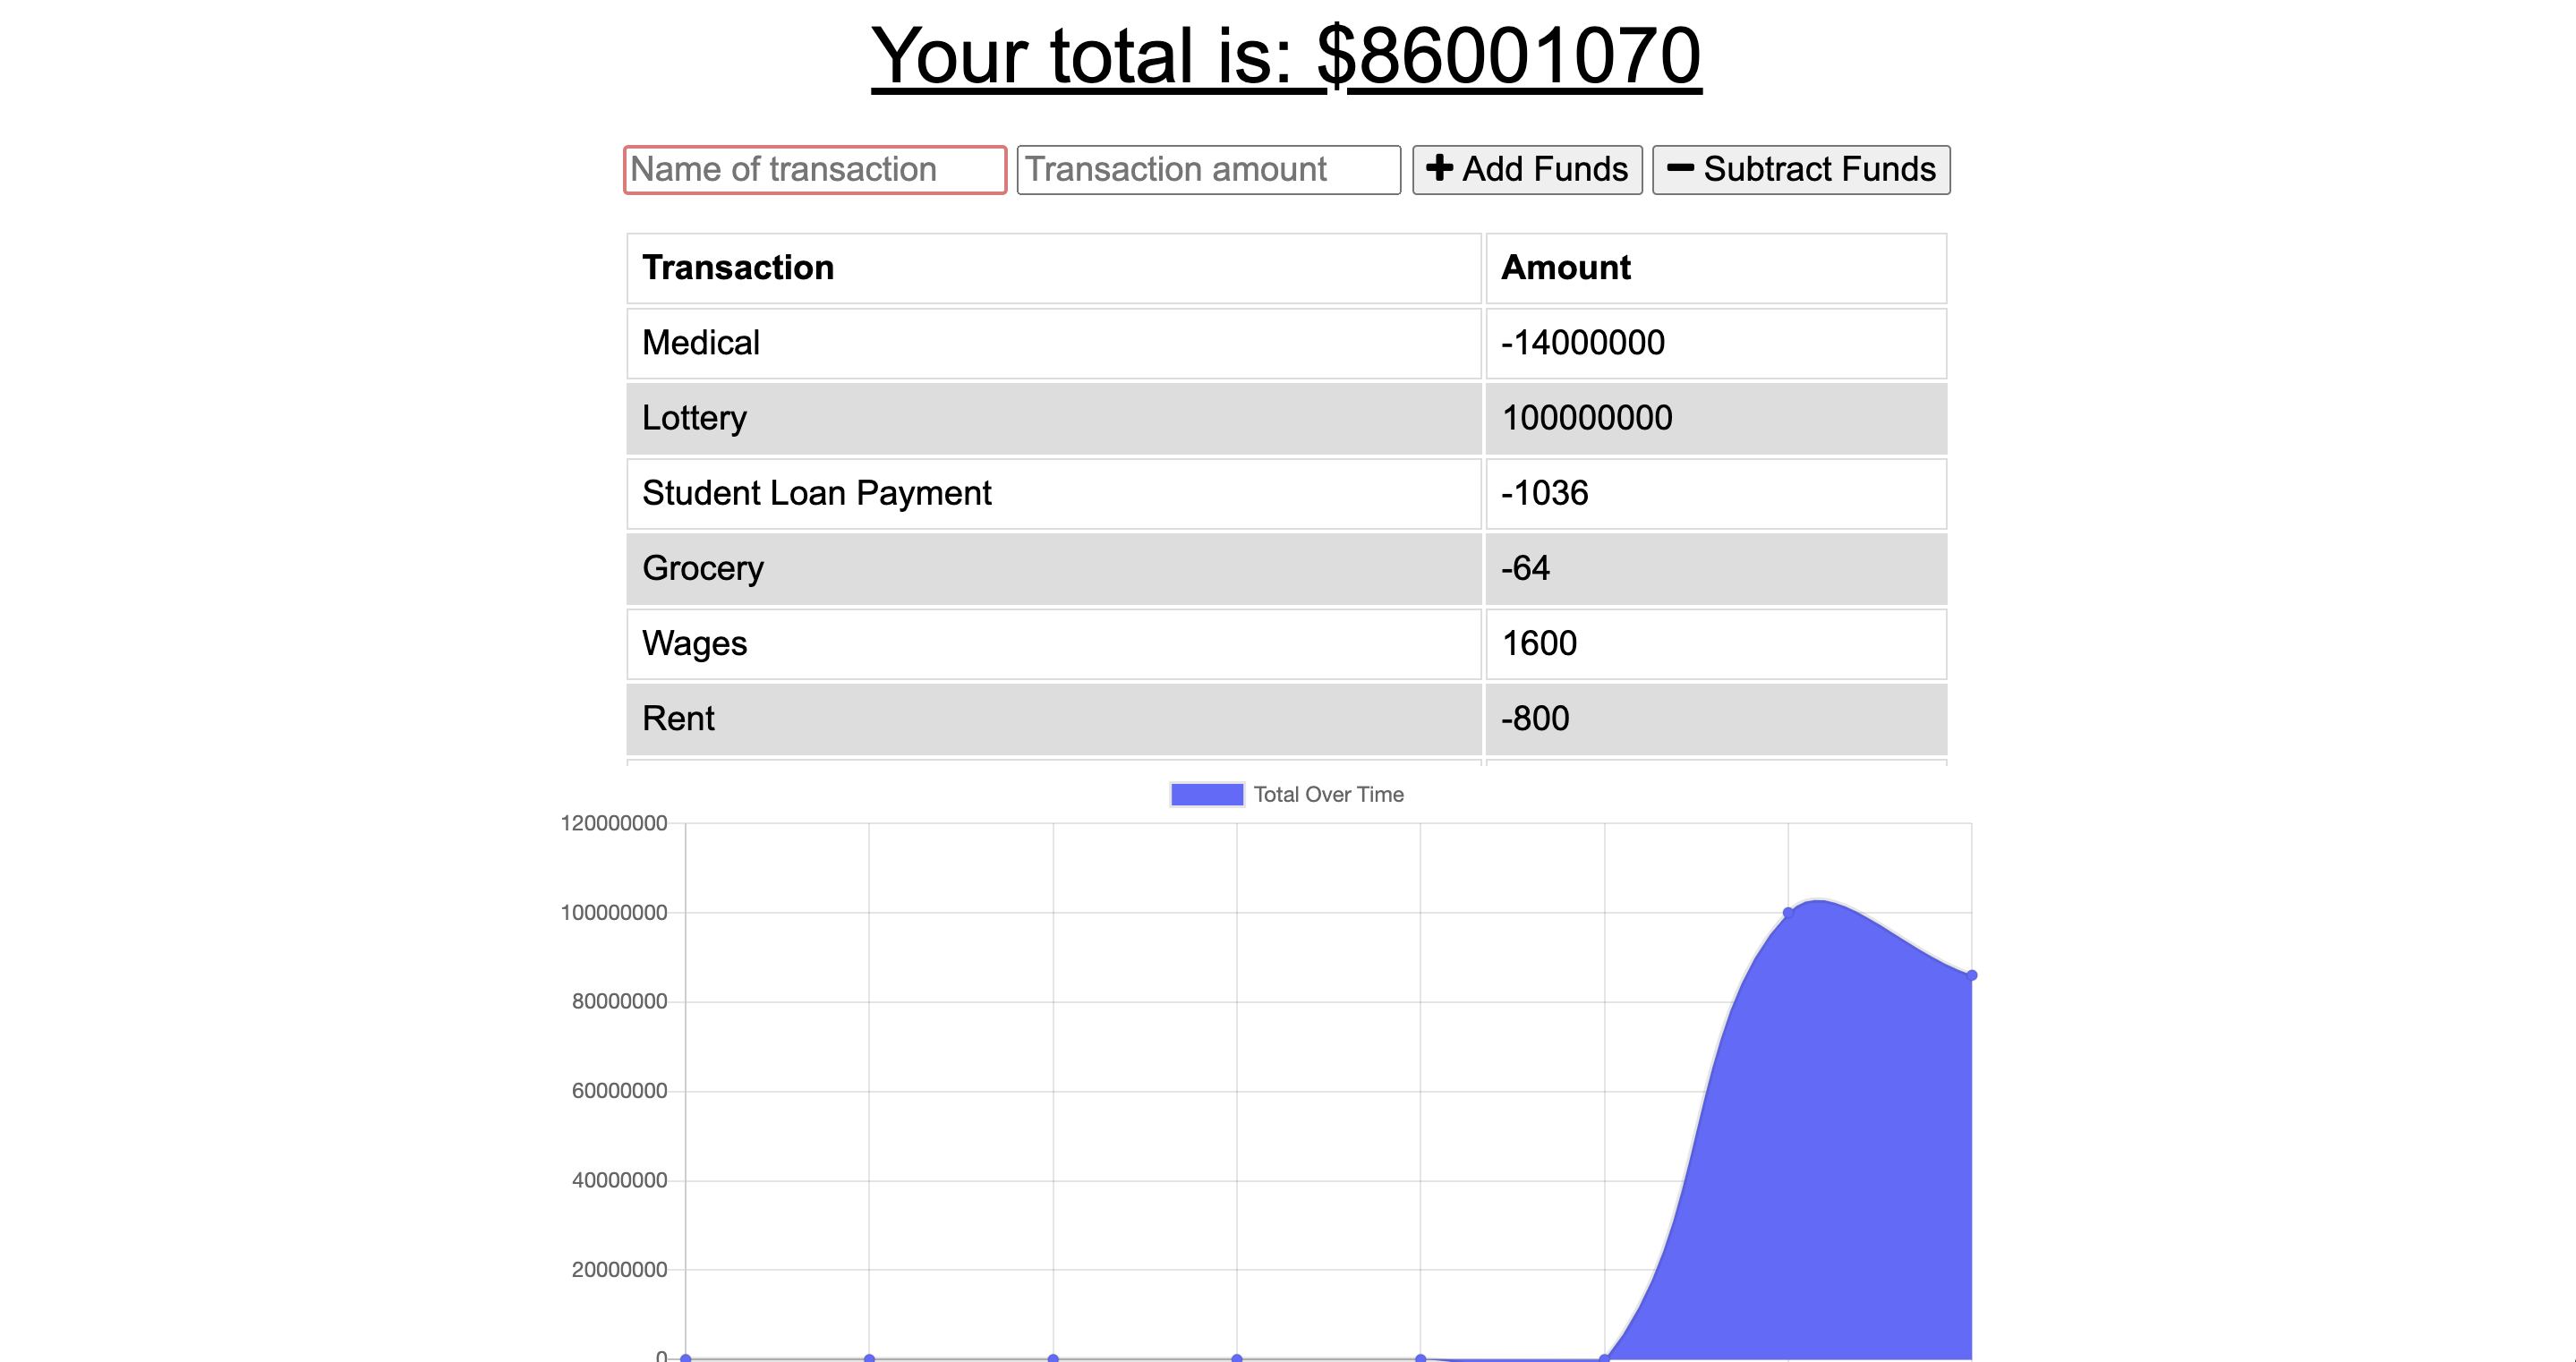 Your total is: $86001070
Name of transaction Transaction amount + Add Funds − Subtract Funds
Transaction Amount
Medical -14000000
Lottery 100000000
Student Loan Payment -1036
Grocery -64
Wages 1600
Rent -800
Total Over Time
120000000
100000000
80000000
60000000
40000000
20000000
0